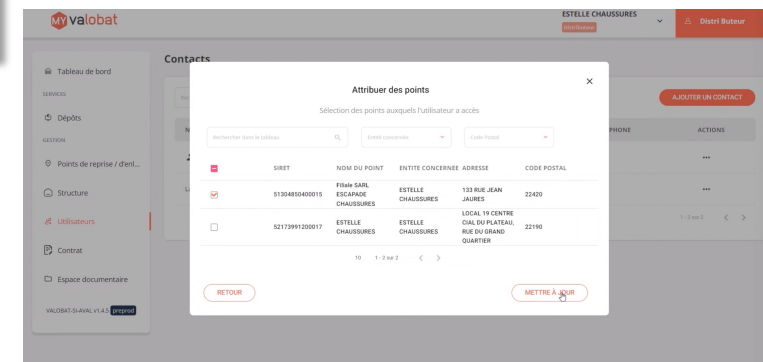 MY valobat
ESTELLE CHAUSSURES
Distributeur
Distri Buteur
Tableau de bord
SERVICES
Dépôts
GESTION
Points de reprise / d'enl...
Structure
Utilisateurs
Contrat
Espace documentaire
VALOBAT-SI-AVAL v1.4.5 preprod
Contacts
AJOUTER UN CONTACT
PHONE
ACTIONS
1 - 2 sur 2
Attribuer des points
Sélection des points auxquels l'utilisateur a accès
Rechercher dans le tableau
Entité concernée
Code Postal
SIRET NOM DU POINT ENTITE CONCERNEE ADRESSE CODE POSTAL
51304850400015
Filiale SARL
ESCAPADE
CHAUSSURES
ESTELLE
CHAUSSURES
133 RUE JEAN
JAURES
22420
52173991200017
ESTELLE
CHAUSSURES
ESTELLE
CHAUSSURES
LOCAL 19 CENTRE
CIAL DU PLATEAU,
RUE DU GRAND
QUARTIER
22190
10 1 - 2 sur 2
RETOUR
METTRE À JOUR